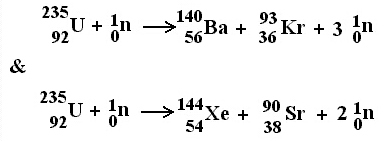 ²³⁵₉₂U + ¹₀n ⟶ ¹⁴⁰₅₆Ba + ⁹³₃₆Kr + 3 ¹₀n
&
²³⁵₉₂U + ¹₀n ⟶ ¹⁴⁴₅₄Xe + ⁹⁰₃₈Sr + 2 ¹₀n